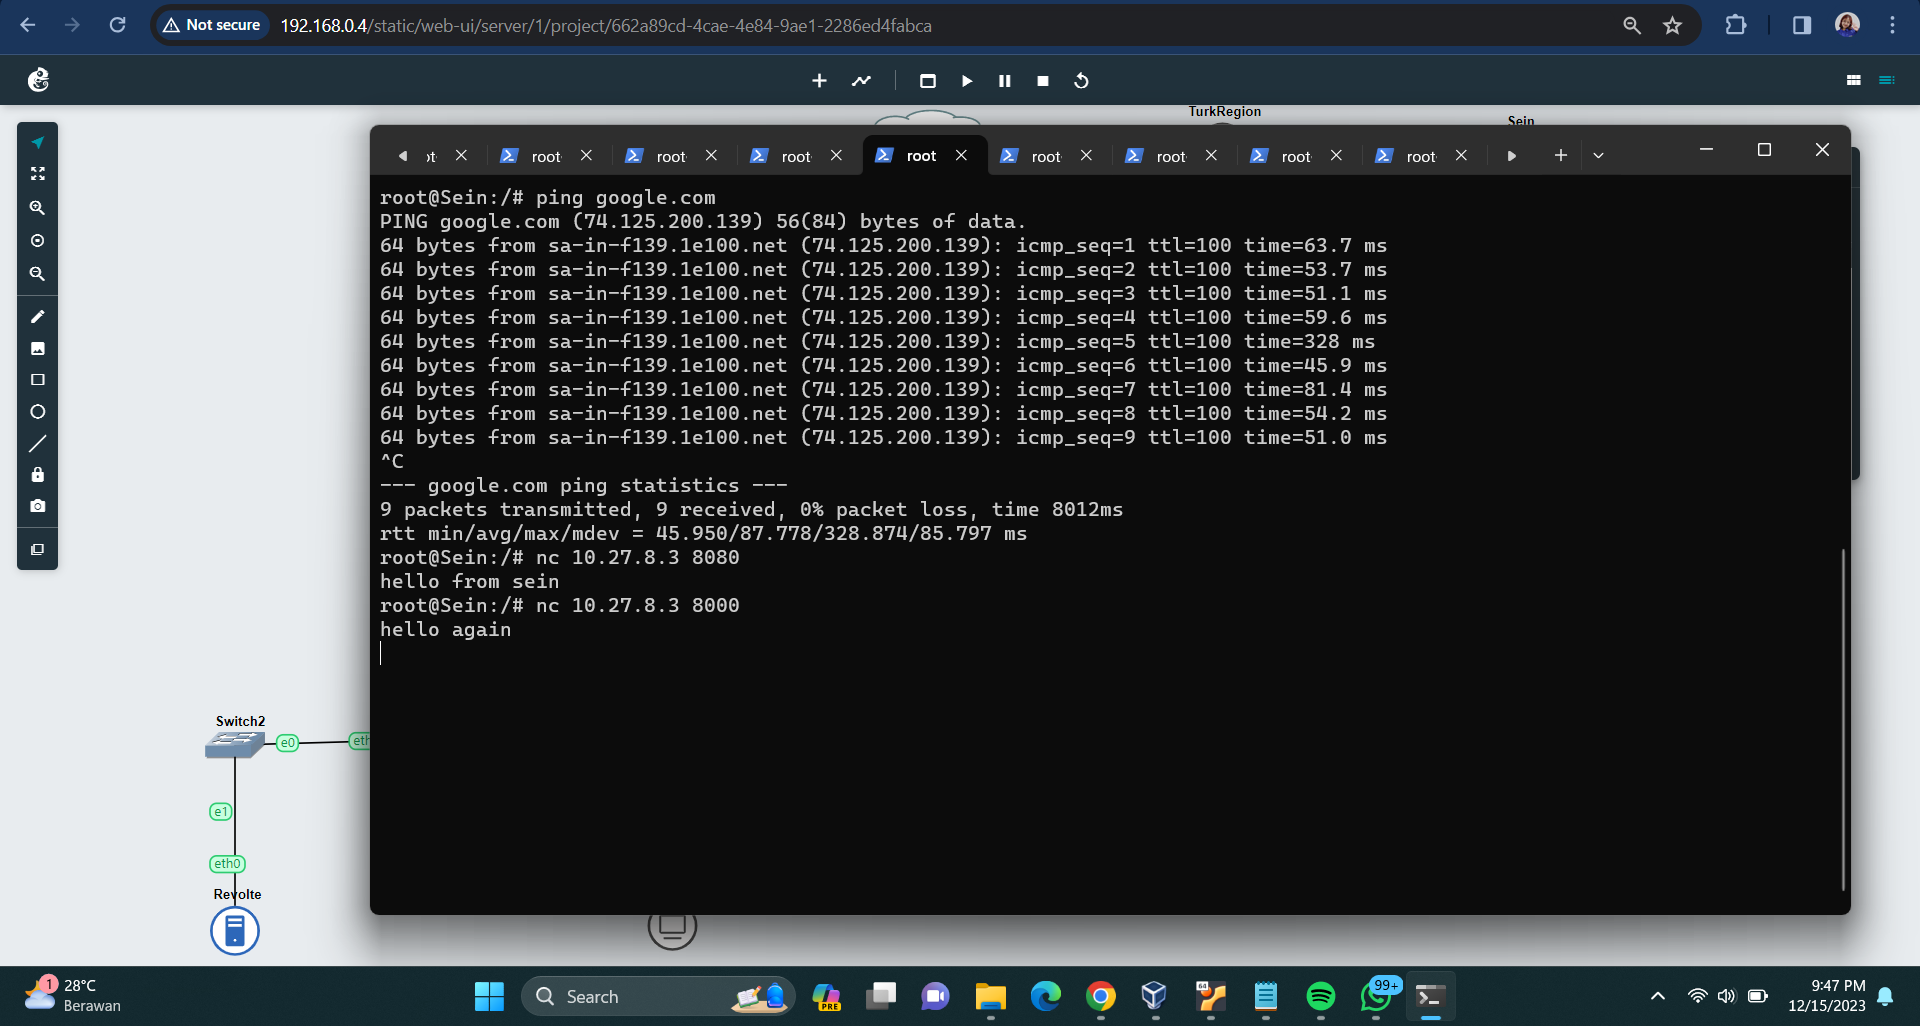 Not secure 192.168.0.4/static/web-ui/server/1/project/662a89cd-4cae-4e84-9ae1-2286ed4fabca
TurkRegion
Sein
root root root root root root root
root@Sein:/# ping google.com
PING google.com (74.125.200.139) 56(84) bytes of data.
64 bytes from sa-in-f139.1e100.net (74.125.200.139): icmp_seq=1 ttl=100 time=63.7 ms
64 bytes from sa-in-f139.1e100.net (74.125.200.139): icmp_seq=2 ttl=100 time=53.7 ms
64 bytes from sa-in-f139.1e100.net (74.125.200.139): icmp_seq=3 ttl=100 time=51.1 ms
64 bytes from sa-in-f139.1e100.net (74.125.200.139): icmp_seq=4 ttl=100 time=59.6 ms
64 bytes from sa-in-f139.1e100.net (74.125.200.139): icmp_seq=5 ttl=100 time=328 ms
64 bytes from sa-in-f139.1e100.net (74.125.200.139): icmp_seq=6 ttl=100 time=45.9 ms
64 bytes from sa-in-f139.1e100.net (74.125.200.139): icmp_seq=7 ttl=100 time=81.4 ms
64 bytes from sa-in-f139.1e100.net (74.125.200.139): icmp_seq=8 ttl=100 time=54.2 ms
64 bytes from sa-in-f139.1e100.net (74.125.200.139): icmp_seq=9 ttl=100 time=51.0 ms
^C
--- google.com ping statistics ---
9 packets transmitted, 9 received, 0% packet loss, time 8012ms
rtt min/avg/max/mdev = 45.950/87.778/328.874/85.797 ms
root@Sein:/# nc 10.27.8.3 8080
hello from sein
root@Sein:/# nc 10.27.8.3 8000
hello again
Switch2
e0 eth
e1
eth0
Revolte
1 28°C
Berawan
Search
PRE
64
99+
9:47 PM
12/15/2023